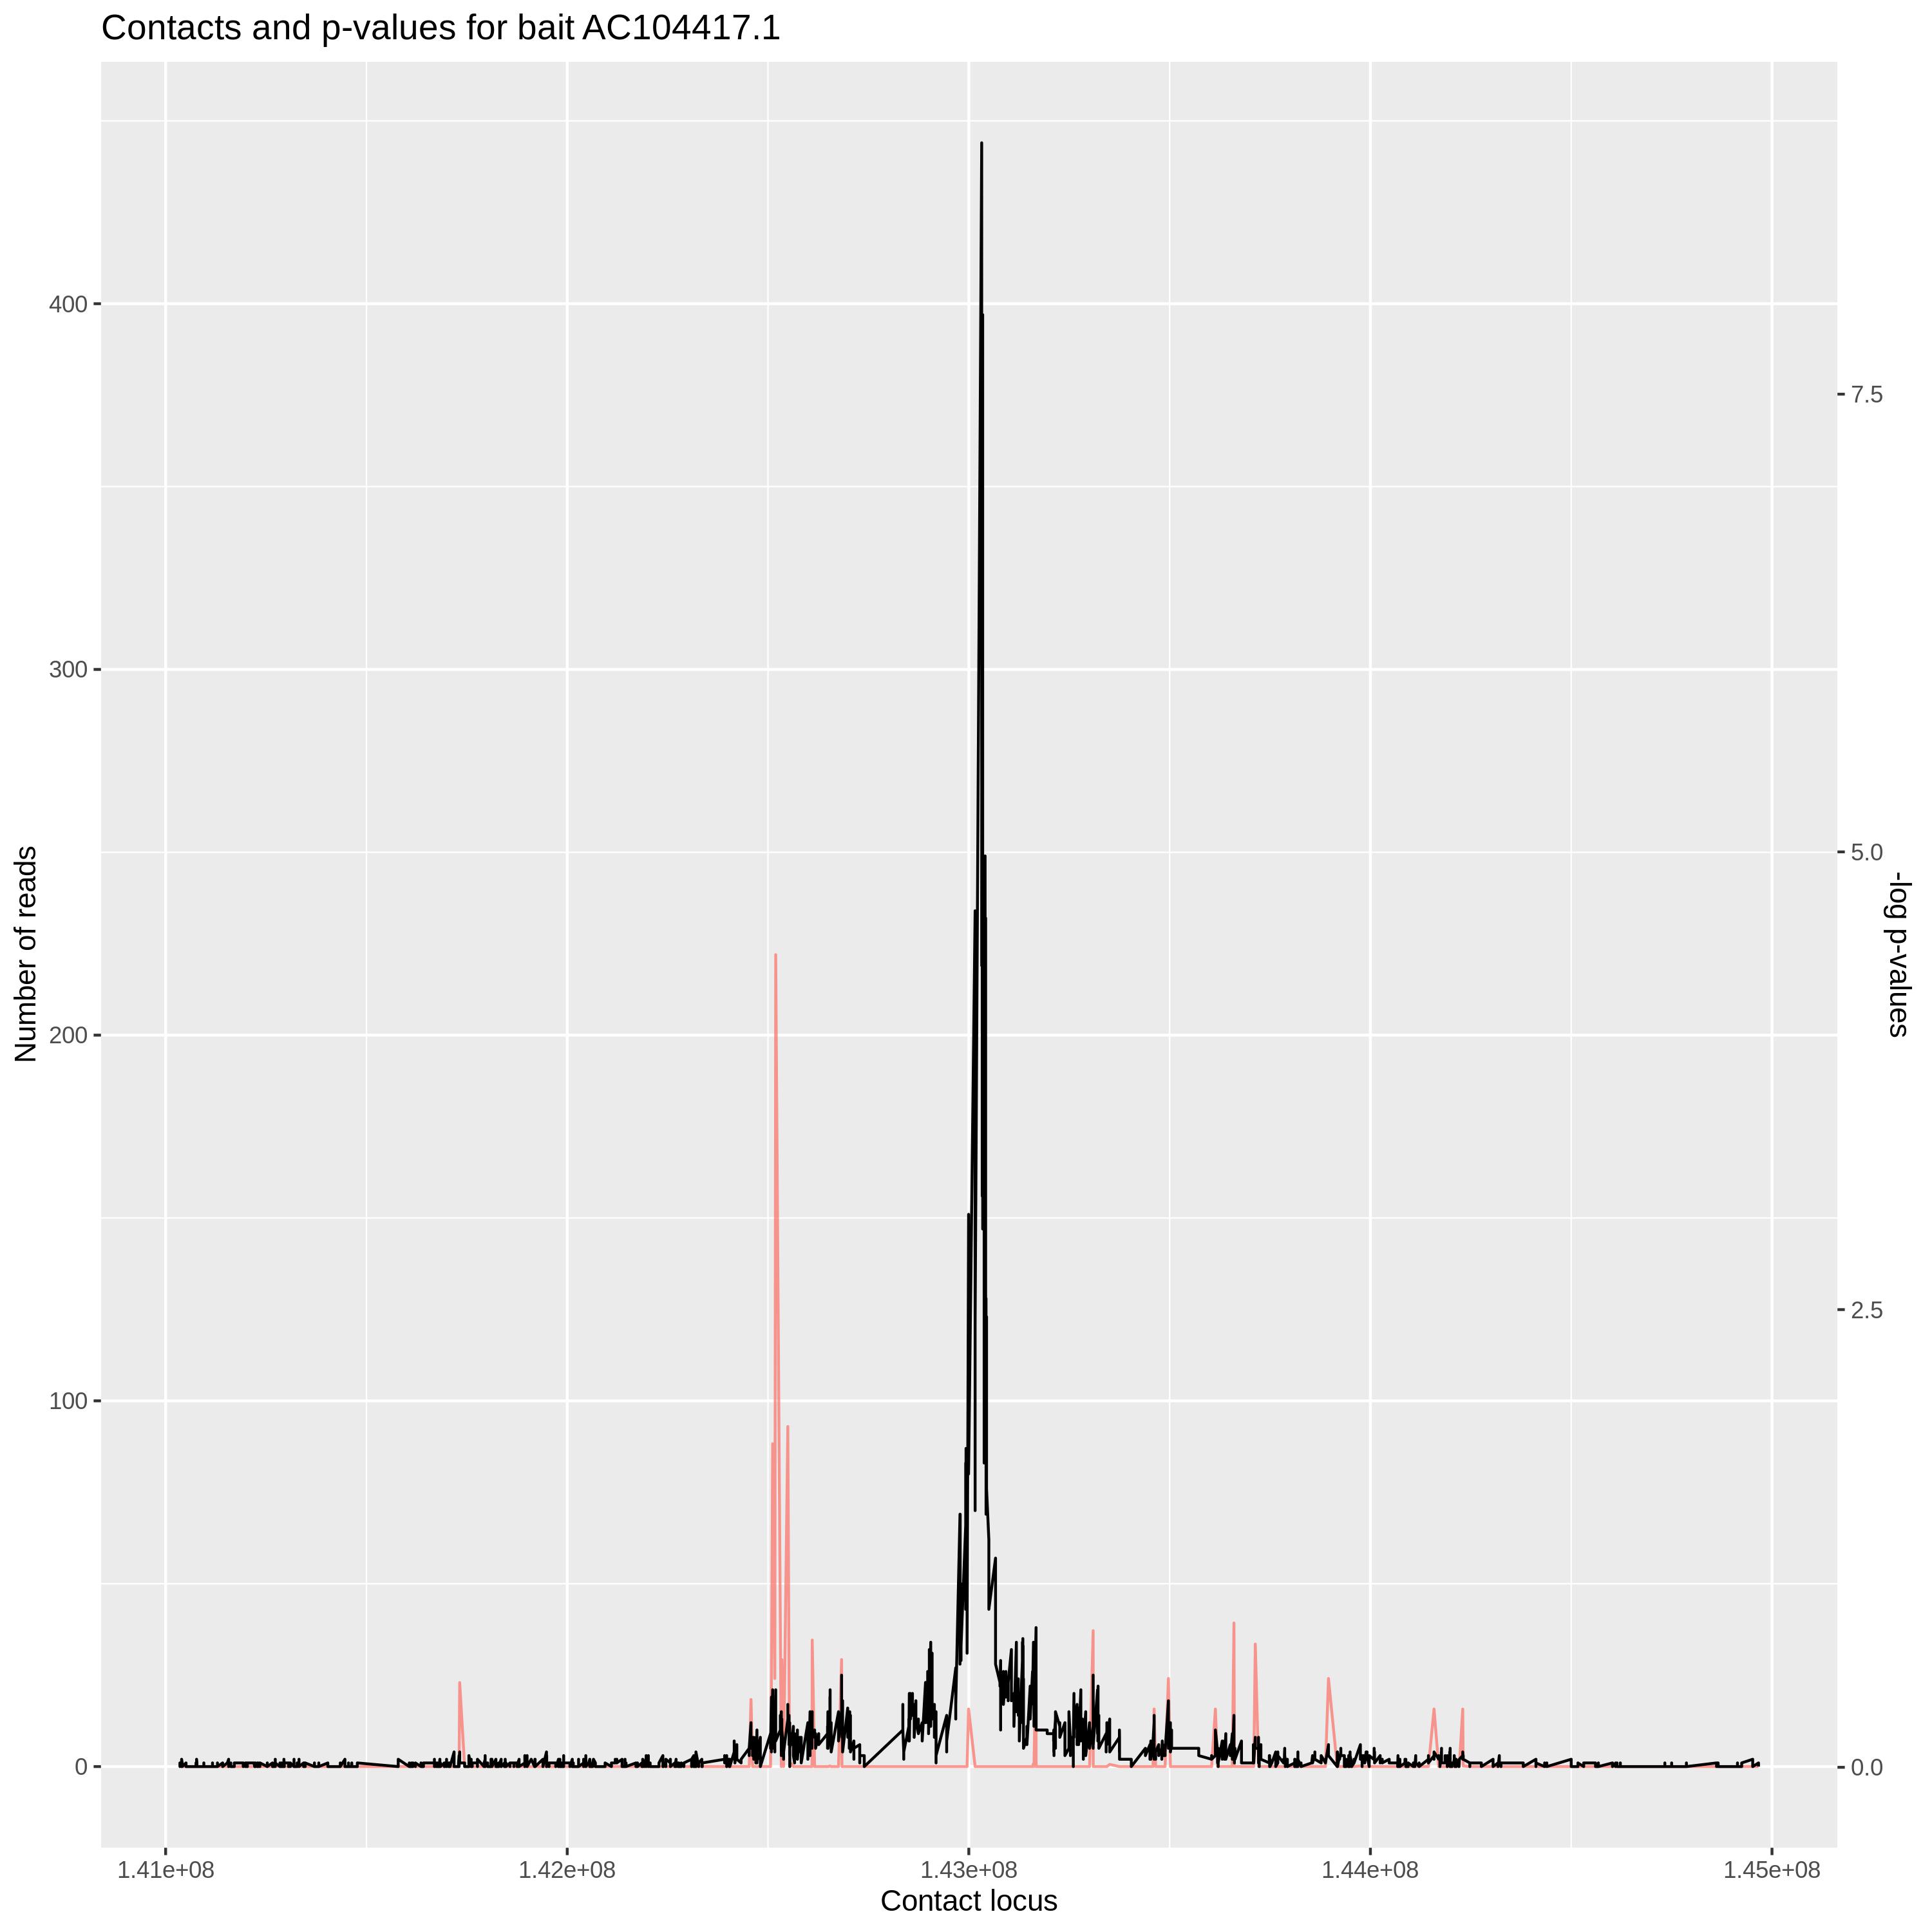 Contacts and p-values for bait AC104417.1
400
300
200
100
0
Number of reads
7.5
5.0
2.5
0.0
-log p-values
1.41e+08
1.42e+08
1.43e+08
1.44e+08
1.45e+08
Contact locus